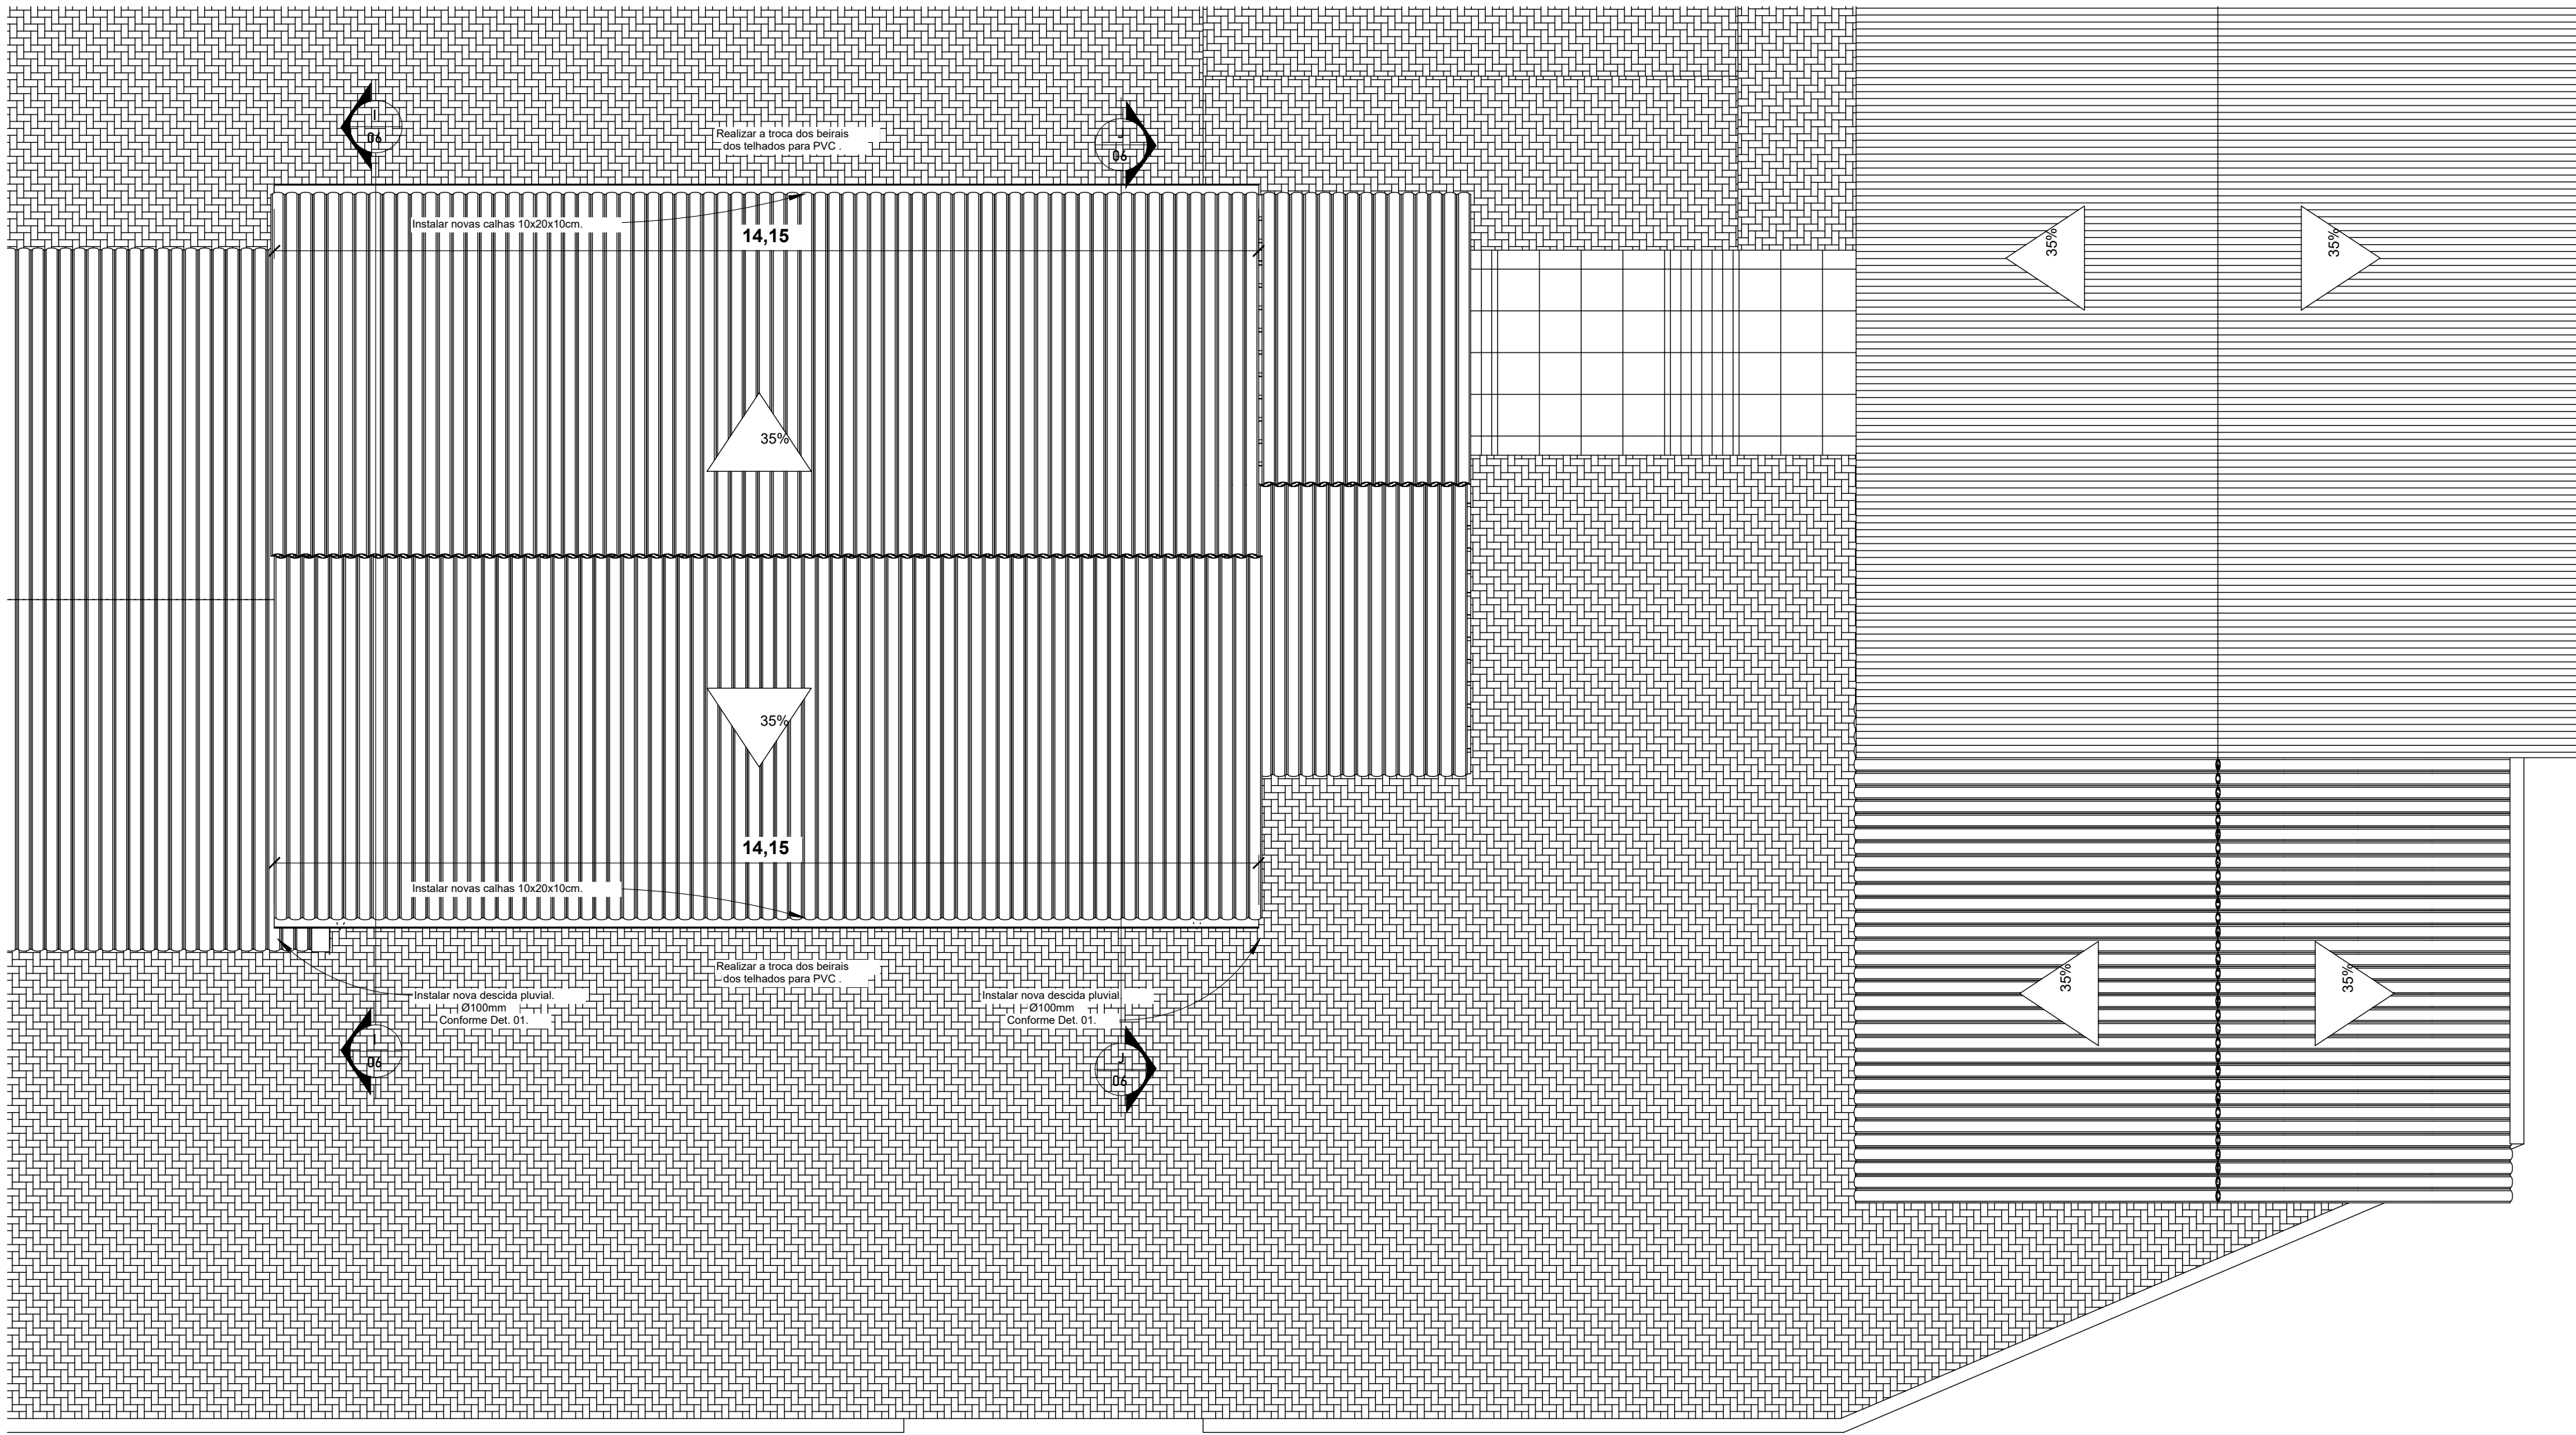 I
06
Realizar a troca dos beirais
dos telhados para PVC .
J
06
Instalar novas calhas 10x20x10cm.
14,15
35%
35%
35%
35%
14,15
Instalar novas calhas 10x20x10cm.
Realizar a troca dos beirais
dos telhados para PVC .
35%
35%
Instalar nova descida pluvial.
Ø100mm
Conforme Det. 01.
Instalar nova descida pluvial.
Ø100mm
Conforme Det. 01.
I
06
J
06